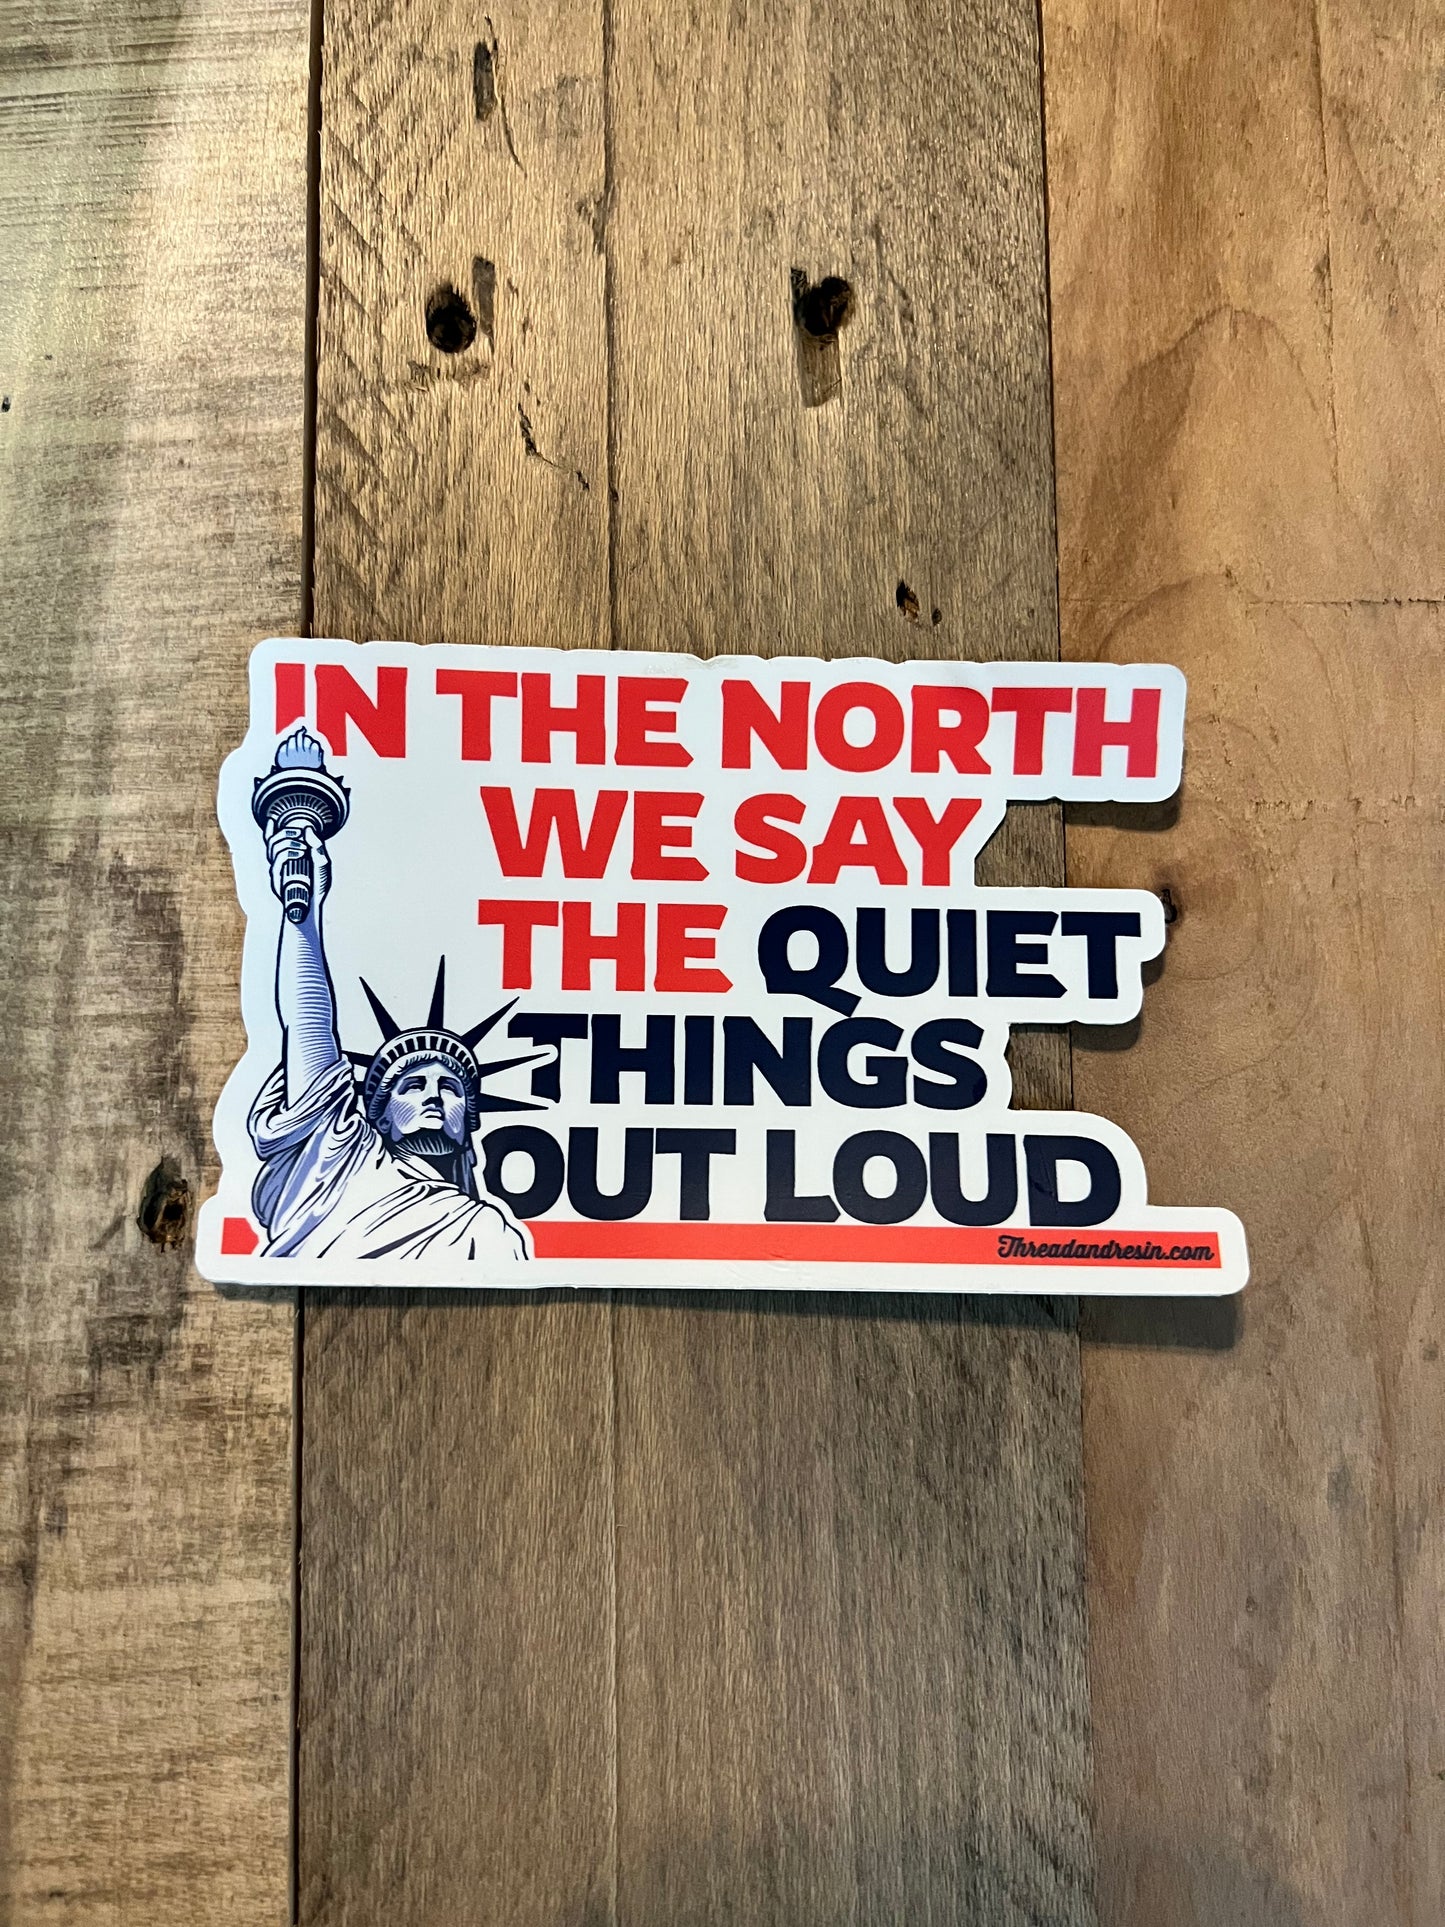 IN THE NORTH
WE SAY
THE QUIET
THINGS
OUT LOUD
Threadandresin.com